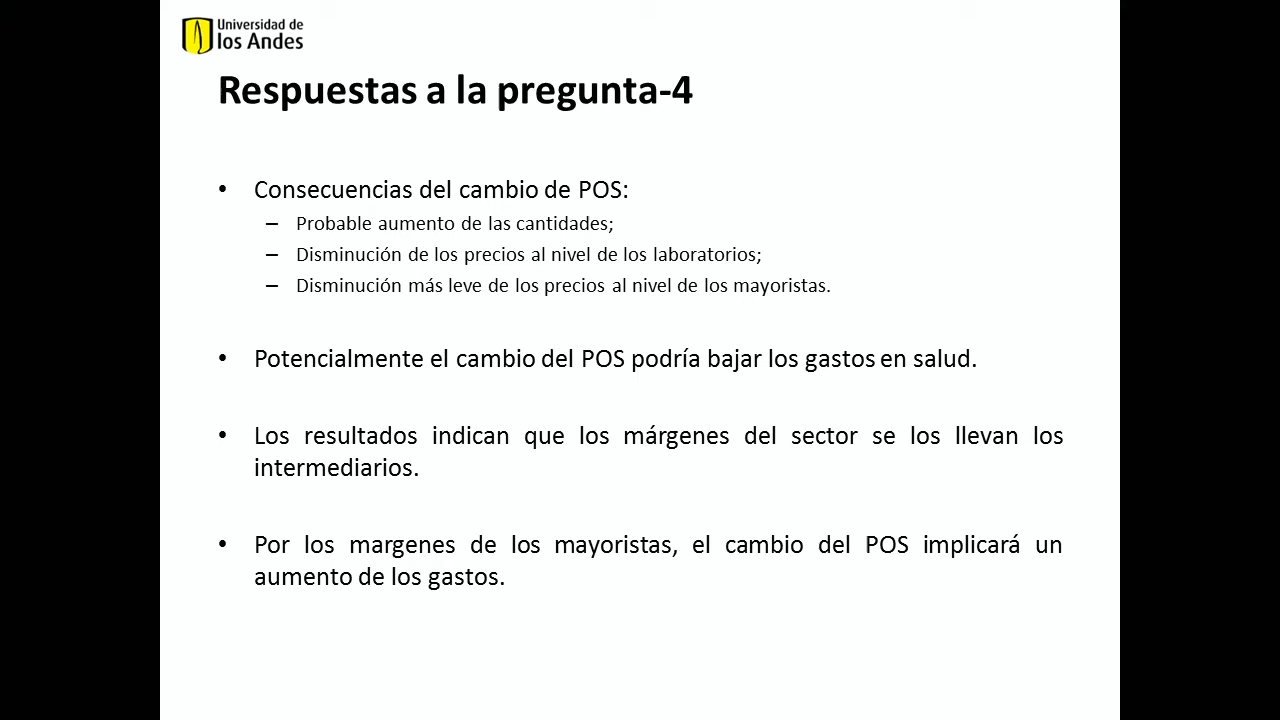 Universidad de
los Andes
Respuestas a la pregunta-4
• Consecuencias del cambio de POS:
– Probable aumento de las cantidades;
– Disminución de los precios al nivel de los laboratorios;
– Disminución más leve de los precios al nivel de los mayoristas.
• Potencialmente el cambio del POS podría bajar los gastos en salud.
• Los resultados indican que los márgenes del sector se los llevan los
intermediarios.
• Por los margenes de los mayoristas, el cambio del POS implicará un
aumento de los gastos.